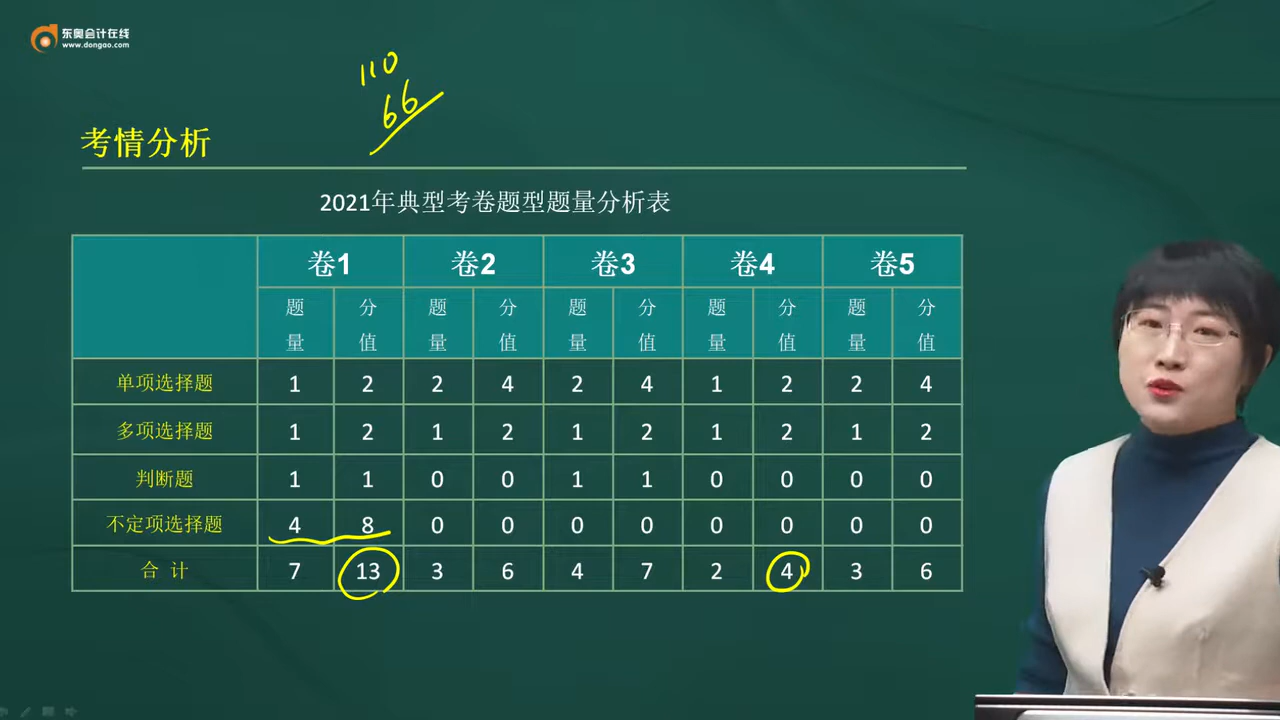 东奥会计在线
www.dongao.com
110
66
考情分析
2021年典型考卷题型题量分析表
卷1 卷2 卷3 卷4 卷5
题量 分值 题量 分值 题量 分值 题量 分值 题量 分值
单项选择题 1 2 2 4 2 4 1 2 2 4
多项选择题 1 2 1 2 1 2 1 2 1 2
判断题 1 1 0 0 1 1 0 0 0 0
不定项选择题 4 8 0 0 0 0 0 0 0 0
合 计 7 13 3 6 4 7 2 4 3 6